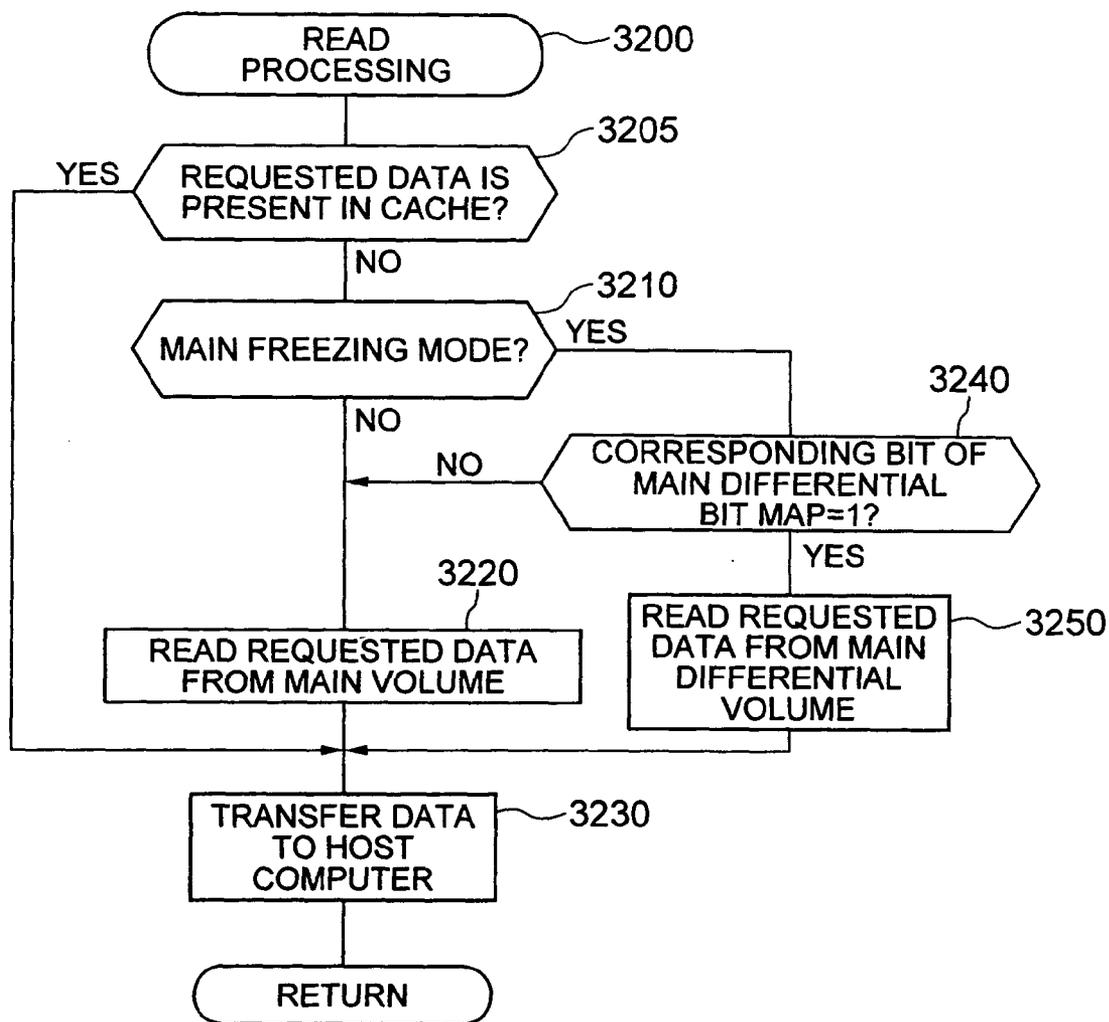 READ
PROCESSING
3200
3205
YES
REQUESTED DATA IS
PRESENT IN CACHE?
NO
3210
MAIN FREEZING MODE?
YES
NO
3240
CORRESPONDING BIT OF
MAIN DIFFERENTIAL
BIT MAP=1?
NO
YES
3220
READ REQUESTED DATA
FROM MAIN VOLUME
READ REQUESTED
DATA FROM MAIN
DIFFERENTIAL
VOLUME
3250
TRANSFER DATA
TO HOST
COMPUTER
3230
RETURN